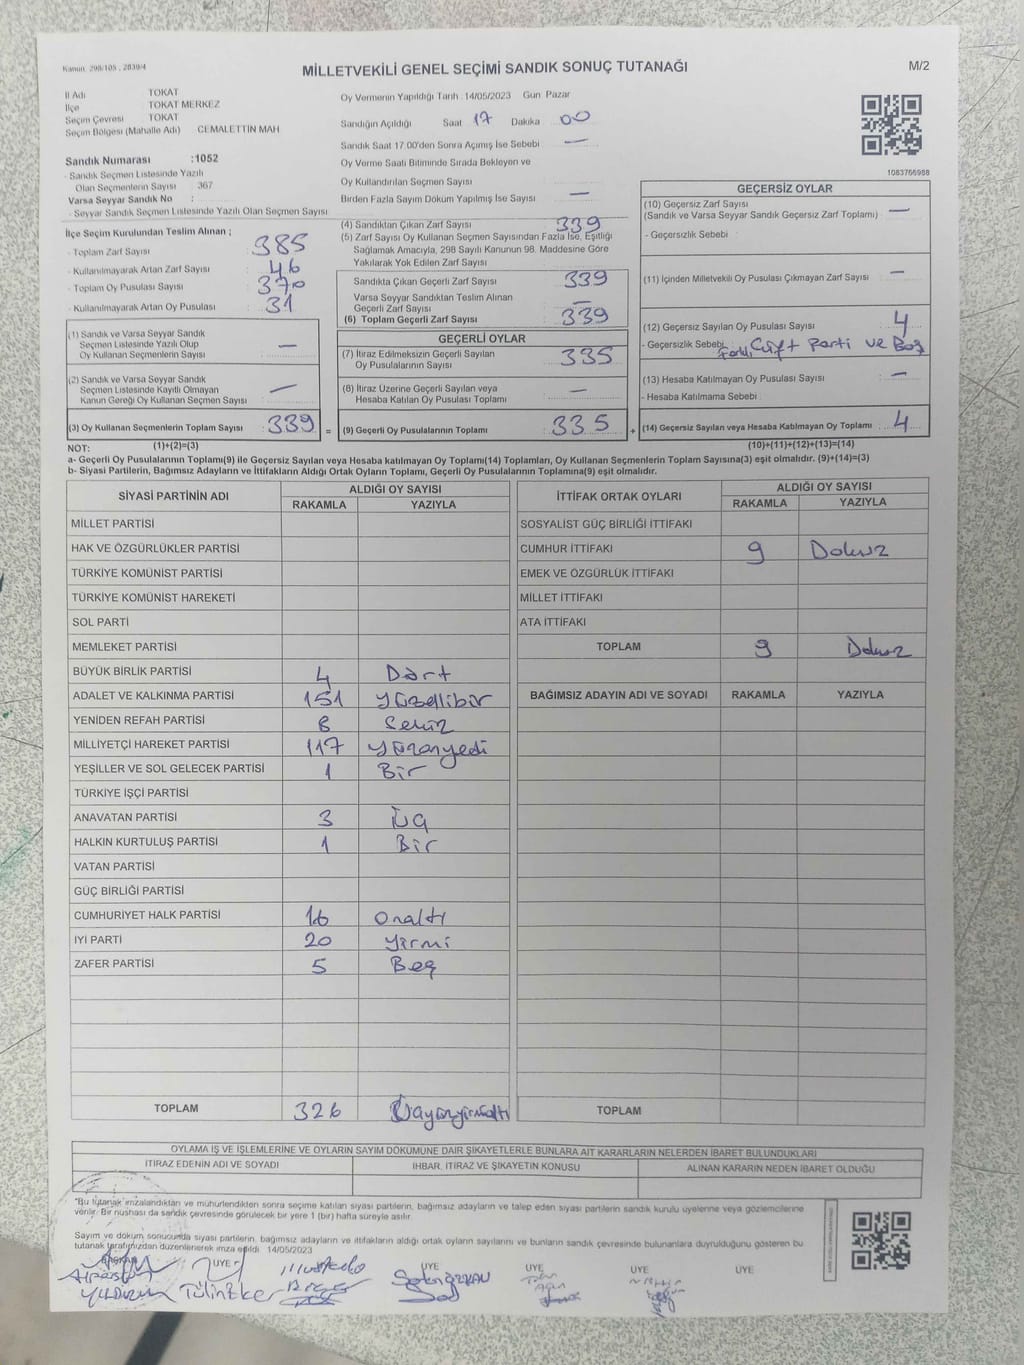 Kanun: 298/105 , 2839/4
MİLLETVEKİLİ GENEL SEÇİMİ SANDIK SONUÇ TUTANAĞI
M/2
İl Adı TOKAT
İlçe TOKAT MERKEZ
Seçim Çevresi TOKAT
Seçim Bölgesi (Mahalle Adı) CEMALETTİN MAH
Oy Vermenin Yapıldığı Tarih 14/05/2023 Gün Pazar
Sandığın Açıldığı Saat 17 Dakika 00
Sandık Saat 17.00'den Sonra Açımış İse Sebebi —
Oy Verme Saati Bitiminde Sırada Bekleyen ve
Oy Kullandırılan Seçmen Sayısı
Birden Fazla Sayım Döküm Yapılmış İse Sayısı —
1083766988
Sandık Numarası :1052
- Sandık Seçmen Listesinde Yazılı
Olan Seçmenlerin Sayısı : 367
Varsa Seyyar Sandık No :
- Seyyar Sandık Seçmen Listesinde Yazılı Olan Seçmen Sayısı
İlçe Seçim Kurulundan Teslim Alınan ;
- Toplam Zarf Sayısı 385
- Kullanılmayarak Artan Zarf Sayısı 46
- Toplam Oy Pusulası Sayısı 370
- Kullanılmayarak Artan Oy Pusulası 31
(1) Sandık ve Varsa Seyyar Sandık
Seçmen Listesinde Yazılı Olup
Oy Kullanan Seçmenlerin Sayısı —
(2) Sandık ve Varsa Seyyar Sandık
Seçmen Listesinde Kayıtlı Olmayan
Kanun Gereği Oy Kullanan Seçmen Sayısı —
(3) Oy Kullanan Seçmenlerin Toplam Sayısı 339 =
(4) Sandıktan Çıkan Zarf Sayısı 339
(5) Zarf Sayısı Oy Kullanan Seçmen Sayısından Fazla İse, Eşitliği
Sağlamak Amacıyla, 298 Sayılı Kanunun 98. Maddesine Göre
Yakılarak Yok Edilen Zarf Sayısı
Sandıkta Çıkan Geçerli Zarf Sayısı 339
Varsa Seyyar Sandıktan Teslim Alınan
Geçerli Zarf Sayısı —
(6) Toplam Geçerli Zarf Sayısı 339
GEÇERLİ OYLAR
(7) İtiraz Edilmeksizin Geçerli Sayılan
Oy Pusulalarının Sayısı 335
(8) İtiraz Üzerine Geçerli Sayılan veya
Hesaba Katılan Oy Pusulası Toplamı —
(9) Geçerli Oy Pusulalarının Toplamı 335 +
GEÇERSİZ OYLAR
(10) Geçersiz Zarf Sayısı
(Sandık ve Varsa Seyyar Sandık Geçersiz Zarf Toplamı) —
- Geçersizlik Sebebi
(11) İçinden Milletvekili Oy Pusulası Çıkmayan Zarf Sayısı —
(12) Geçersiz Sayılan Oy Pusulası Sayısı 4
- Geçersizlik Sebebi Çift Parti ve Boş
(13) Hesaba Katılmayan Oy Pusulası Sayısı —
- Hesaba Katılmama Sebebi
(14) Geçersiz Sayılan veya Hesaba Katılmayan Oy Toplamı 4
NOT: (1)+(2)=(3) (10)+(11)+(12)+(13)=(14)
a- Geçerli Oy Pusulalarının Toplamı(9) ile Geçersiz Sayılan veya Hesaba katılmayan Oy Toplamı(14) Toplamları, Oy Kullanan Seçmenlerin Toplam Sayısına(3) eşit olmalıdır. (9)+(14)=(3)
b- Siyasi Partilerin, Bağımsız Adayların ve İttifakların Aldığı Ortak Oyların Toplamı, Geçerli Oy Pusulalarının Toplamına(9) eşit olmalıdır.
SİYASİ PARTİNİN ADI ALDIĞI OY SAYISI
RAKAMLA YAZIYLA
MİLLET PARTİSİ
HAK VE ÖZGÜRLÜKLER PARTİSİ
TÜRKİYE KOMÜNİST PARTİSİ
TÜRKİYE KOMÜNİST HAREKETİ
SOL PARTİ
MEMLEKET PARTİSİ
BÜYÜK BİRLİK PARTİSİ 4 Dört
ADALET VE KALKINMA PARTİSİ 151 Yüzellibir
YENİDEN REFAH PARTİSİ 8 Sekiz
MİLLİYETÇİ HAREKET PARTİSİ 117 Yüzonyedi
YEŞİLLER VE SOL GELECEK PARTİSİ 1 Bir
TÜRKİYE İŞÇİ PARTİSİ
ANAVATAN PARTİSİ 3 Üç
HALKIN KURTULUŞ PARTİSİ 1 Bir
VATAN PARTİSİ
GÜÇ BİRLİĞİ PARTİSİ
CUMHURİYET HALK PARTİSİ 16 onaltı
İYİ PARTİ 20 Yirmi
ZAFER PARTİSİ 5 Beş
TOPLAM 326 Üçyüzyirmialtı
İTTİFAK ORTAK OYLARI ALDIĞI OY SAYISI
RAKAMLA YAZIYLA
SOSYALİST GÜÇ BİRLİĞİ İTTİFAKI
CUMHUR İTTİFAKI 9 Dokuz
EMEK VE ÖZGÜRLÜK İTTİFAKI
MİLLET İTTİFAKI
ATA İTTİFAKI
TOPLAM 9 Dokuz
BAĞIMSIZ ADAYIN ADI VE SOYADI RAKAMLA YAZIYLA
TOPLAM
OYLAMA İŞ VE İŞLEMLERİNE VE OYLARIN SAYIM DÖKÜMÜNE DAİR ŞİKAYETLERLE BUNLARA AİT KARARLARIN NELERDEN İBARET BULUNDUKLARI
İTİRAZ EDENİN ADI VE SOYADI İHBAR, İTİRAZ VE ŞİKAYETİN KONUSU ALINAN KARARIN NEDEN İBARET OLDUĞU
"Bu tutanak imzalandıktan ve mühürlendikten sonra seçime katılan siyasi partilerin, bağımsız adayların ve talep eden siyasi partilerin sandık kurulu üyelerine veya gözlemcilerine
verilir. Bir nüshası da sandık çevresinde görülecek bir yere 1 (bir) hafta süreyle asılır.
Sayım ve döküm sonucunda siyasi partilerin, bağımsız adayların ve ittifakların aldığı ortak oyların sayılarını ve bunların sandık çevresinde bulunanlara duyrulduğunu gösteren bu
tutanak tarafımızdan düzenlenerek imza edildi 14/05/2023
BAŞKAN ÜYE ÜYE ÜYE ÜYE ÜYE
Alparslan
YILDIRIM Tülin İlker